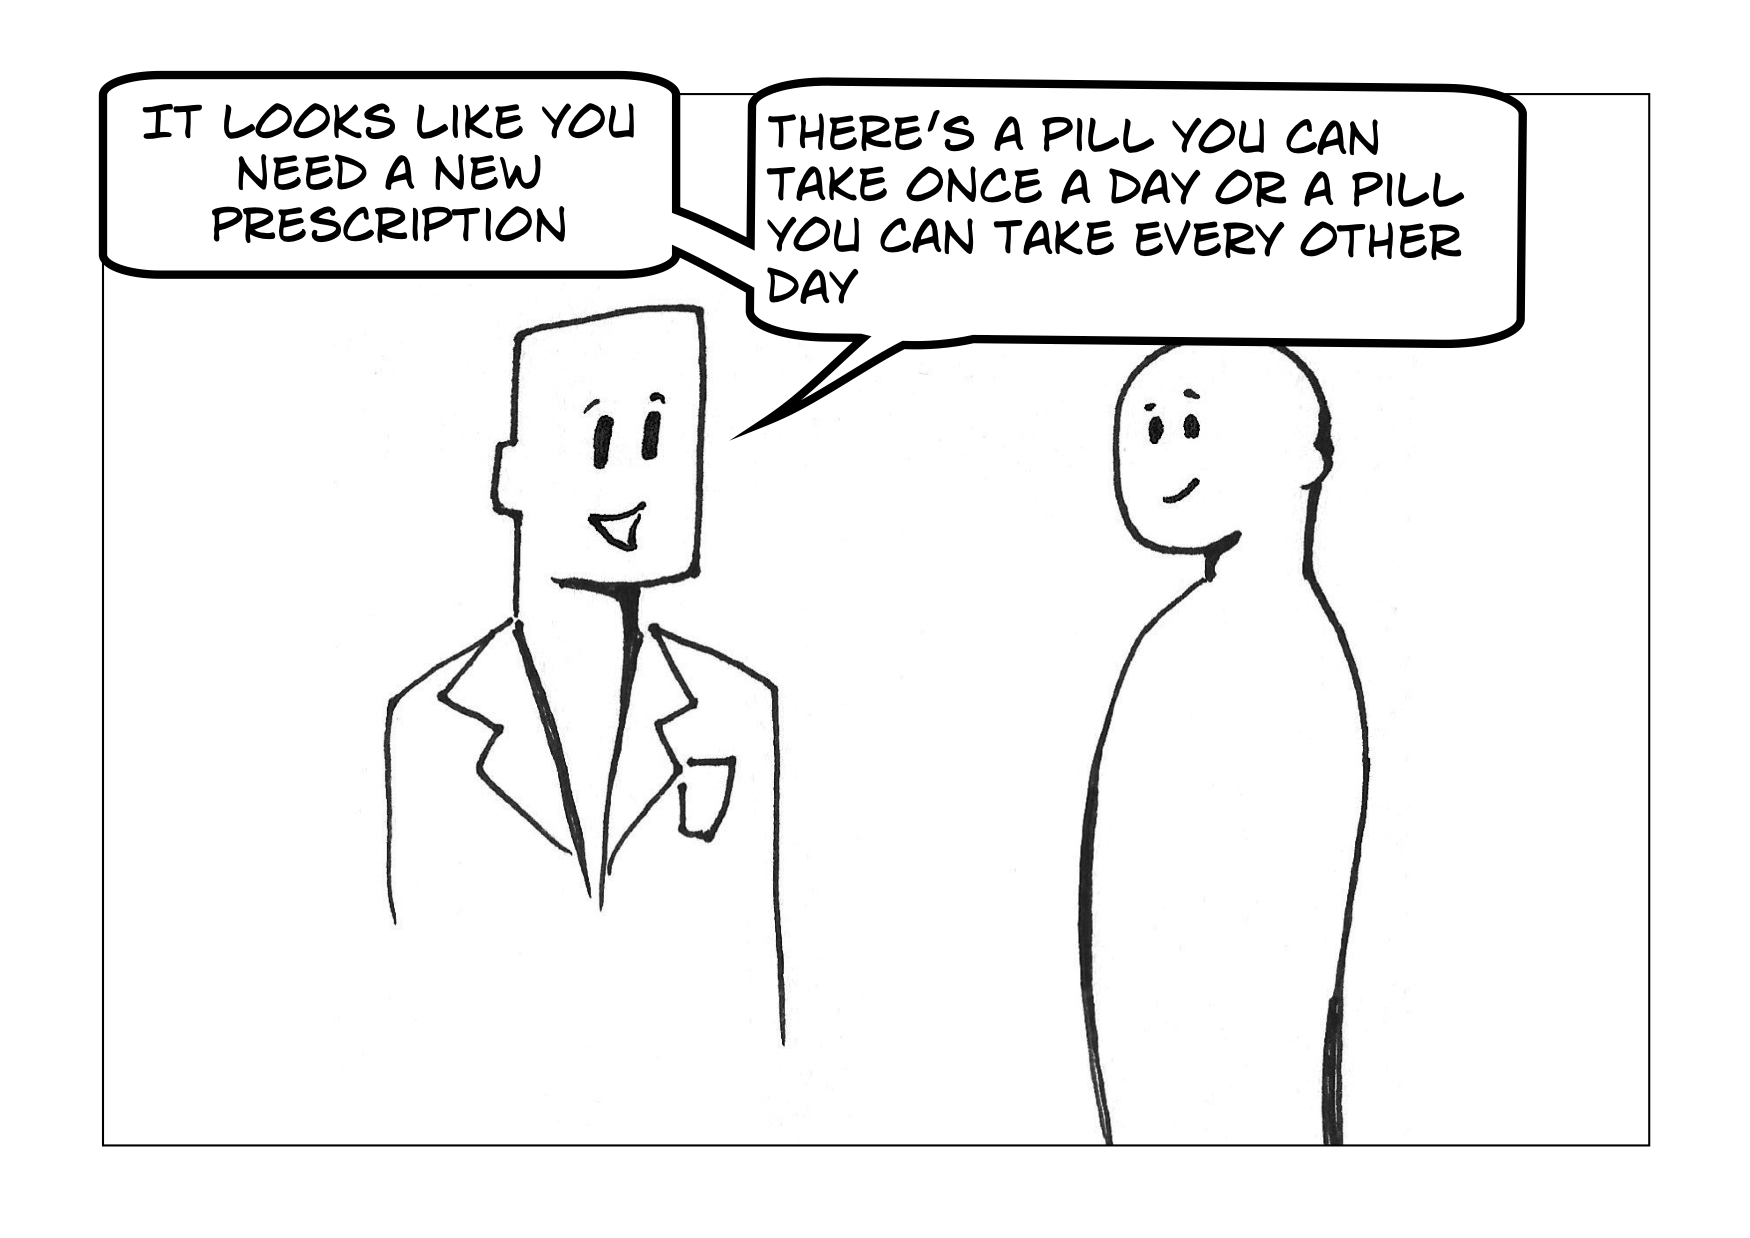 IT LOOKS LIKE YOU
NEED A NEW
PRESCRIPTION
THERE'S A PILL YOU CAN
TAKE ONCE A DAY OR A PILL
YOU CAN TAKE EVERY OTHER
DAY